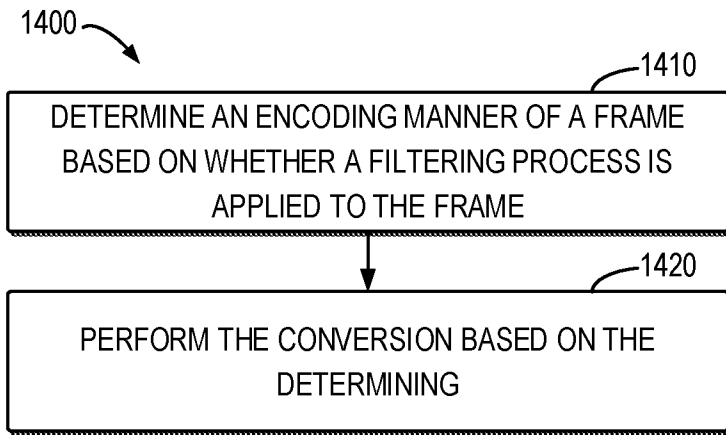 1400
1410
DETERMINE AN ENCODING MANNER OF A FRAME
BASED ON WHETHER A FILTERING PROCESS IS
APPLIED TO THE FRAME
1420
PERFORM THE CONVERSION BASED ON THE
DETERMINING